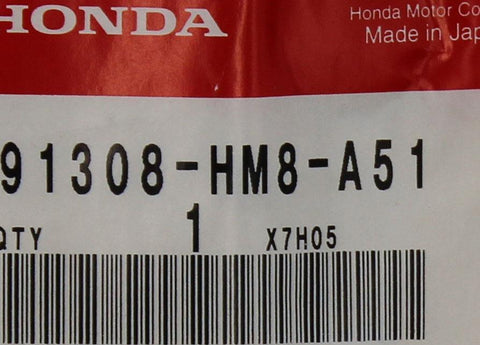 HONDA
Honda Motor Co
Made in Jap
91308-HM8-A51
QTY 1 X7H05